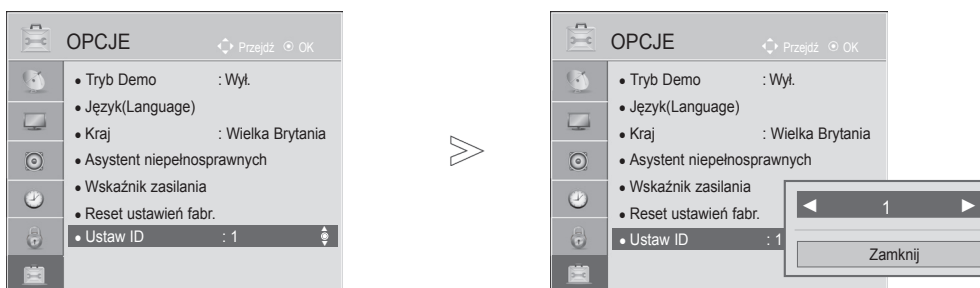 OPCJE Przejdź OK
• Tryb Demo : Wył.
• Język(Language)
• Kraj : Wielka Brytania
• Asystent niepełnosprawnych
• Wskaźnik zasilania
• Reset ustawień fabr.
• Ustaw ID : 1
OPCJE Przejdź OK
• Tryb Demo : Wył.
• Język(Language)
• Kraj : Wielka Brytania
• Asystent niepełnosprawnych
• Wskaźnik zasilania
• Reset ustawień fabr.
• Ustaw ID : 1
◄ 1 ►
Zamknij